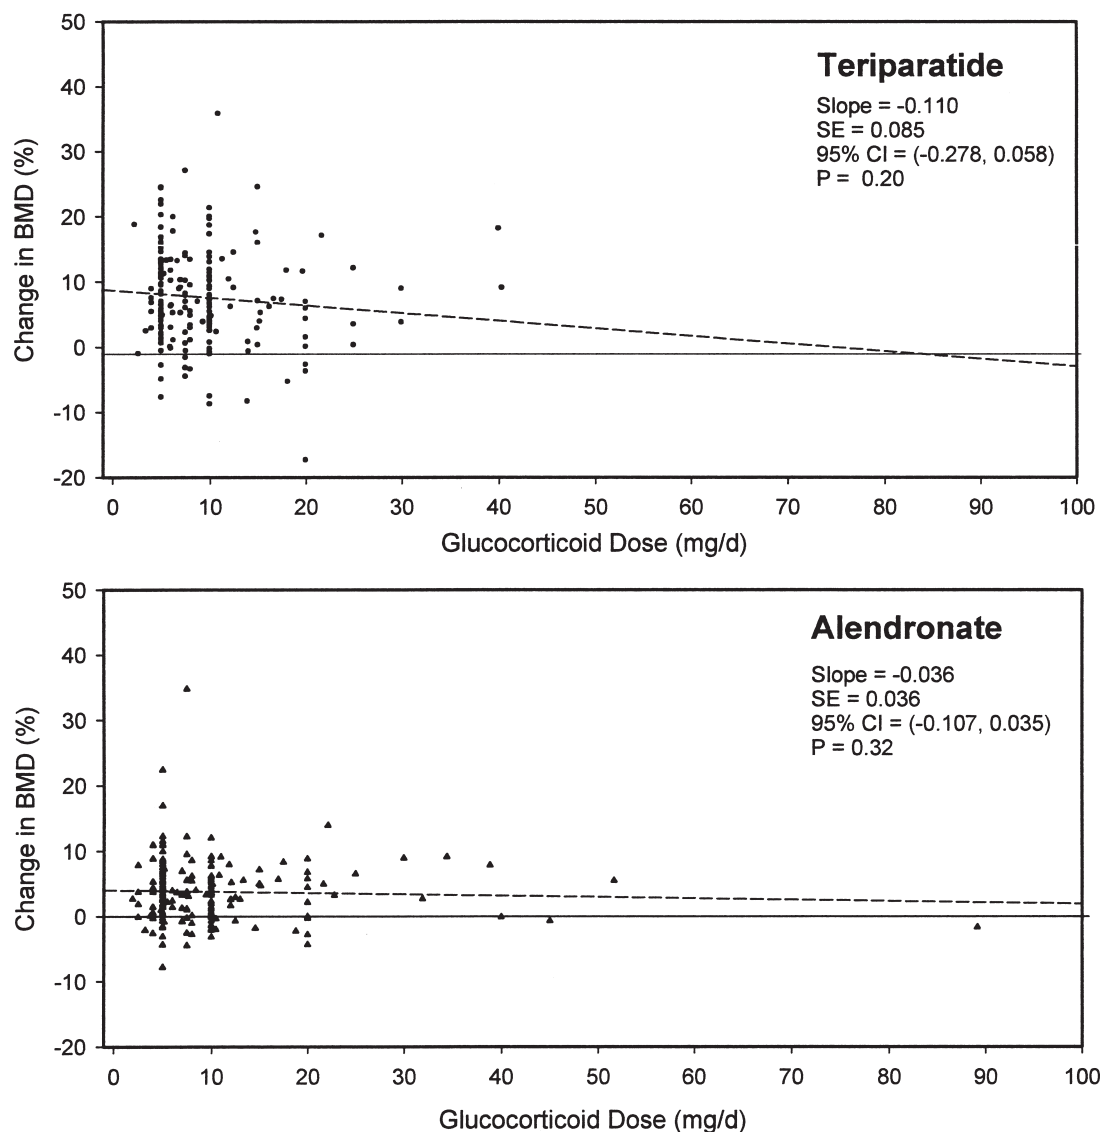 50
40
30
20
10
0
-10
-20
Change in BMD (%)
Teriparatide
Slope = -0.110
SE = 0.085
95% CI = (-0.278, 0.058)
P = 0.20
0 10 20 30 40 50 60 70 80 90 100
Glucocorticoid Dose (mg/d)
50
40
30
20
10
0
-10
-20
Change in BMD (%)
Alendronate
Slope = -0.036
SE = 0.036
95% CI = (-0.107, 0.035)
P = 0.32
0 10 20 30 40 50 60 70 80 90 100
Glucocorticoid Dose (mg/d)